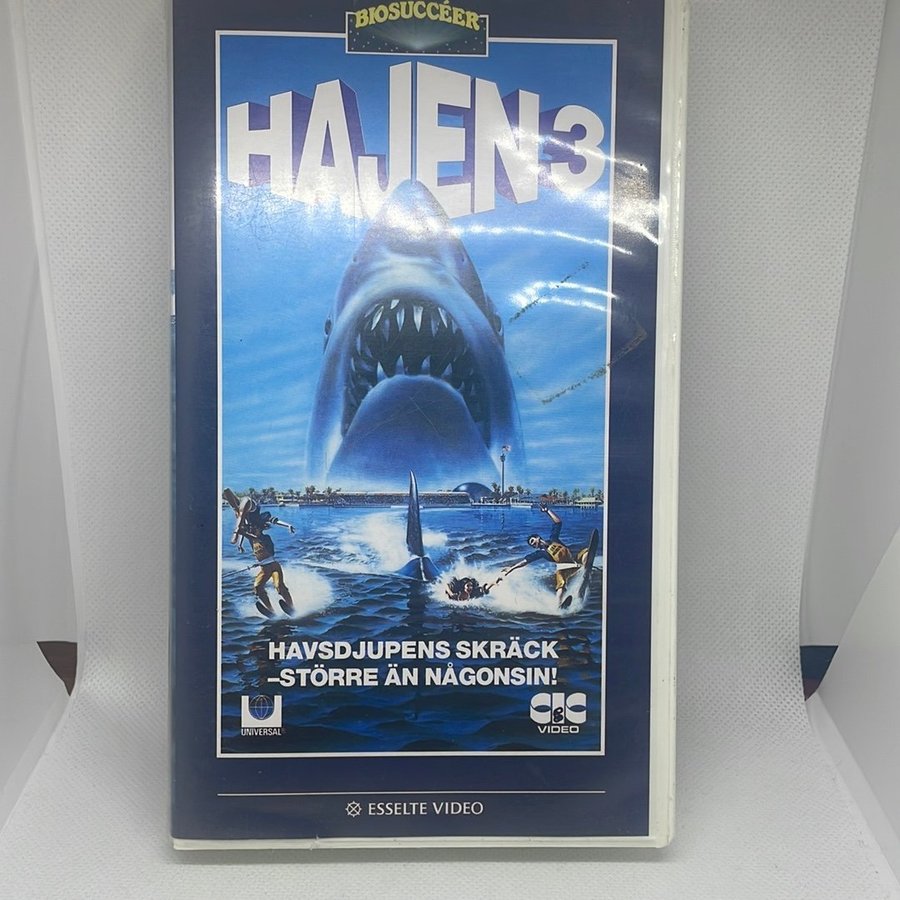 BIOSUCCÉER
HAJEN 3
HAVSDJUPENS SKRÄCK
–STÖRRE ÄN NÅGONSIN!
UNIVERSAL
CIC
VIDEO
ESSELTE VIDEO